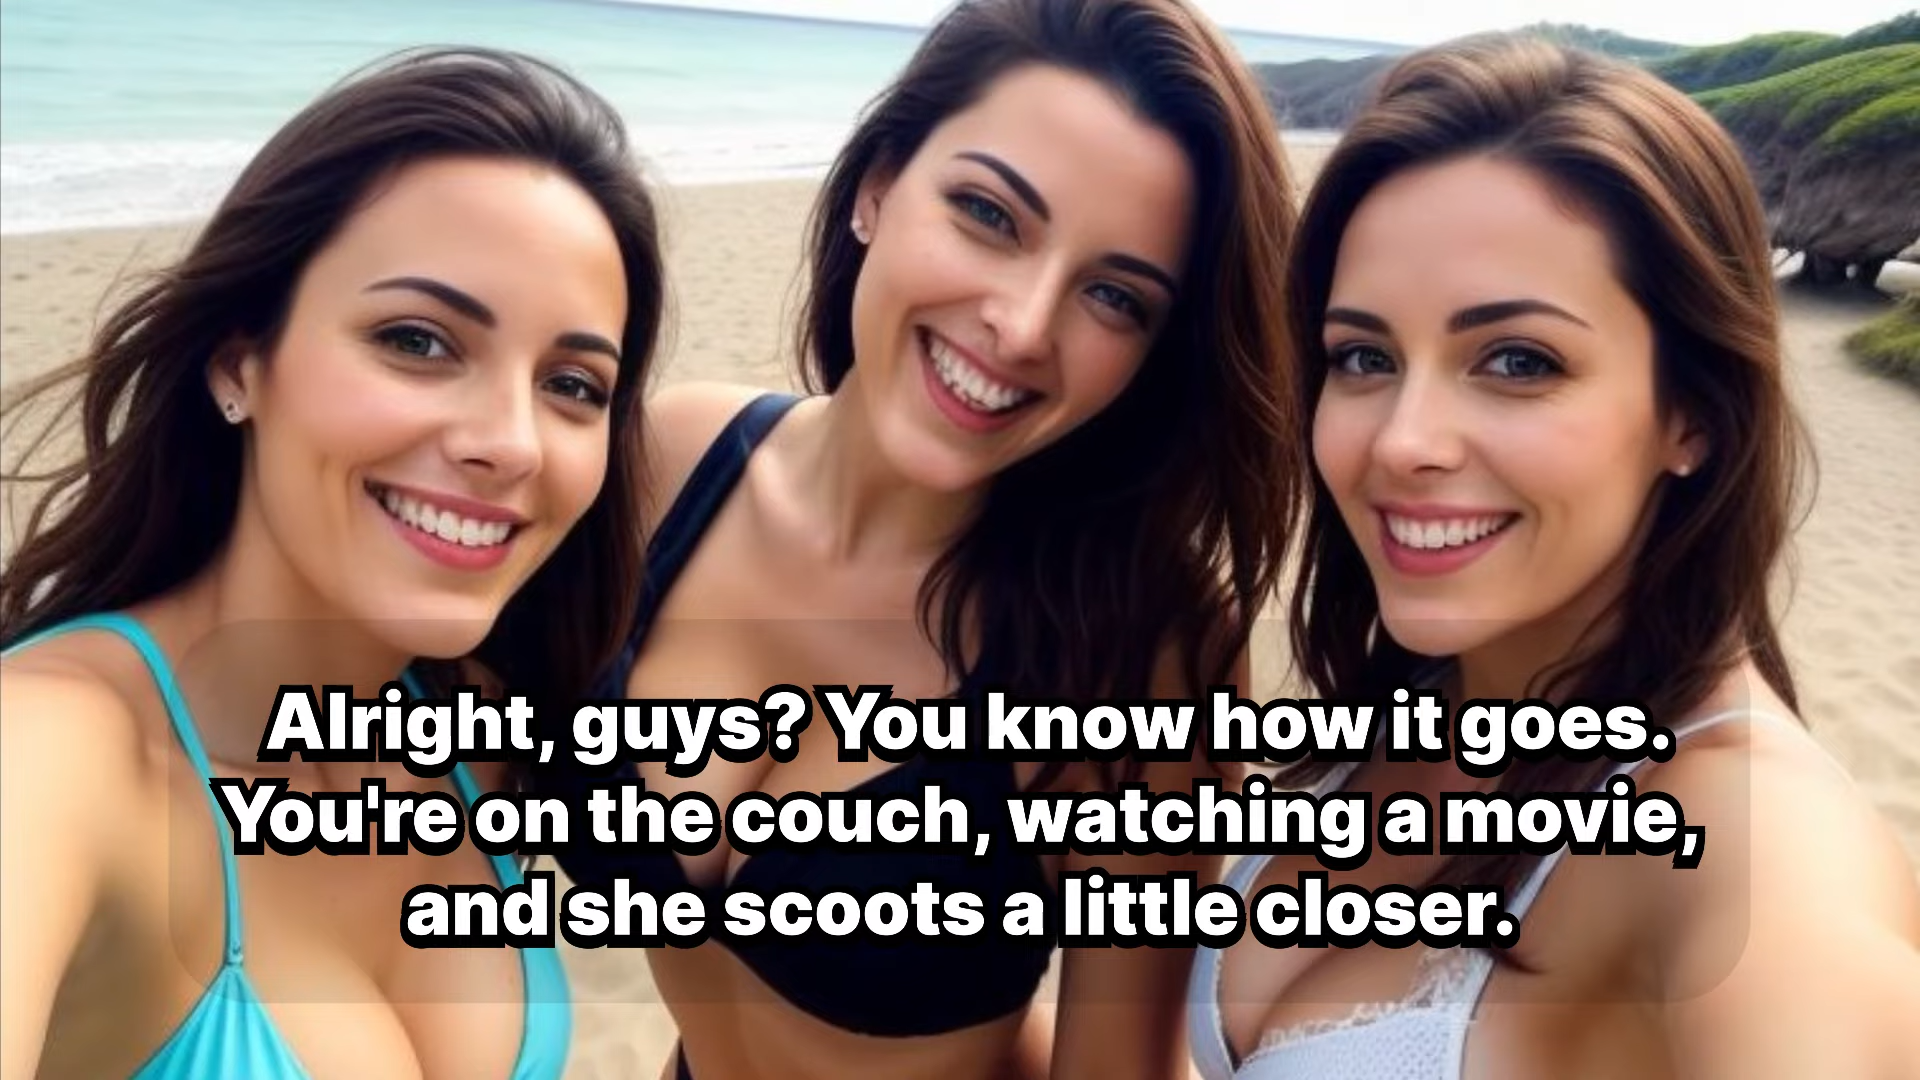 Alright, guys? You know how it goes.
You're on the couch, watching a movie,
and she scoots a little closer.